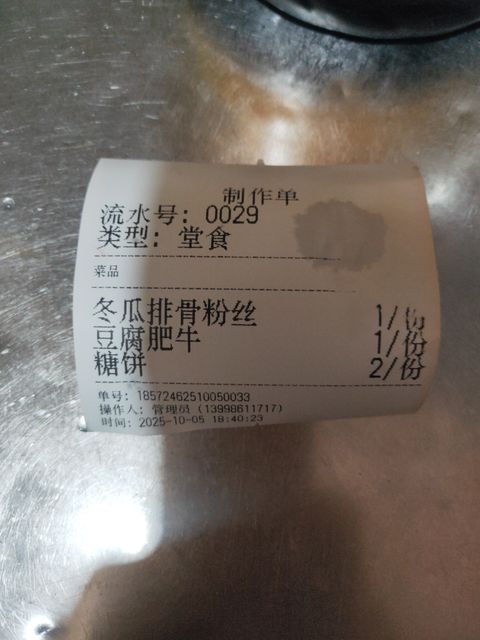 制作单
流水号: 0029
类型: 堂食
菜品
冬瓜排骨粉丝 1/份
豆腐肥牛 1/份
糖饼 2/份
单号: 18572462510050033
操作人: 管理员 (13998611717)
时间: 2025-10-05 18:40:23